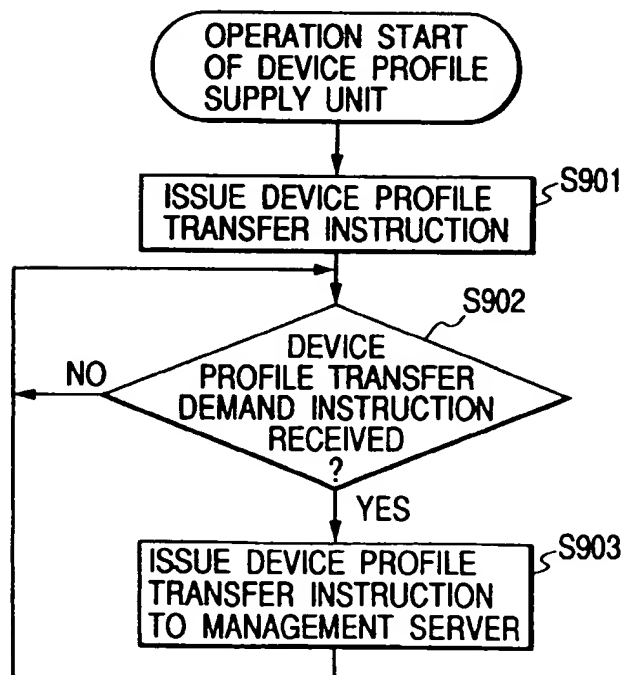 OPERATION START
OF DEVICE PROFILE
SUPPLY UNIT
ISSUE DEVICE PROFILE
TRANSFER INSTRUCTION
S901
S902
DEVICE
PROFILE TRANSFER
DEMAND INSTRUCTION
RECEIVED
?
NO
YES
ISSUE DEVICE PROFILE
TRANSFER INSTRUCTION
TO MANAGEMENT SERVER
S903